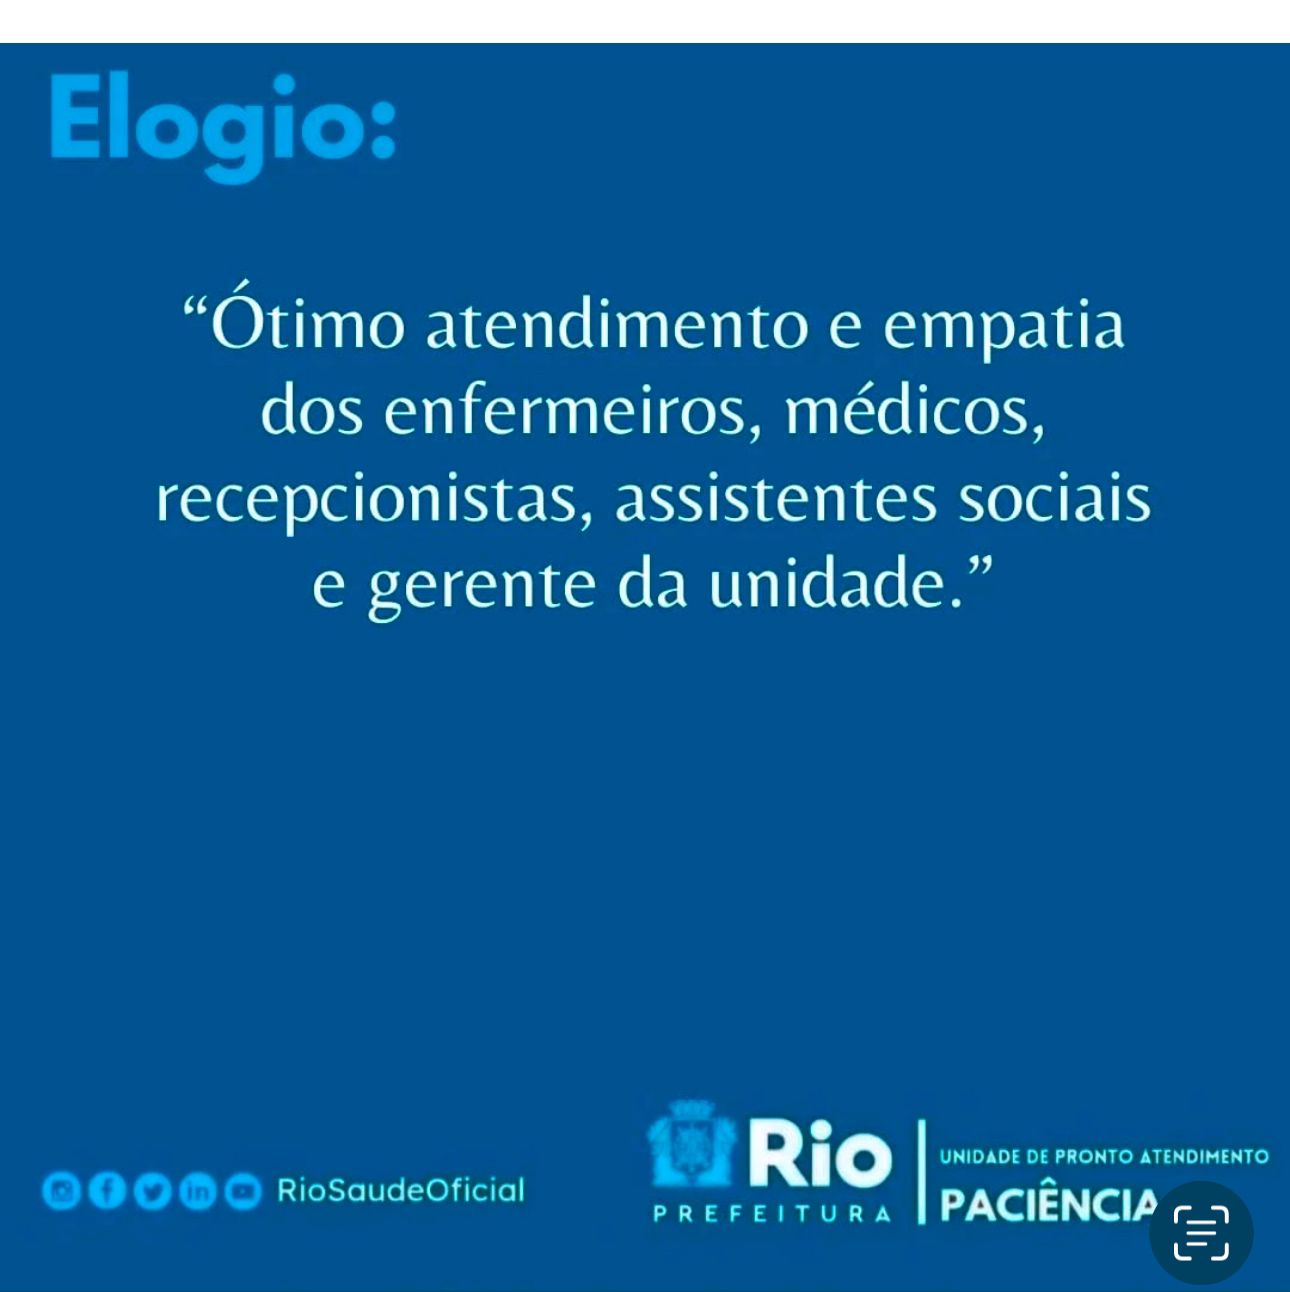 Elogio:
“Ótimo atendimento e empatia
dos enfermeiros, médicos,
recepcionistas, assistentes sociais
e gerente da unidade.”
RioSaudeOficial
Rio
PREFEITURA
UNIDADE DE PRONTO ATENDIMENTO
PACIÊNCIA